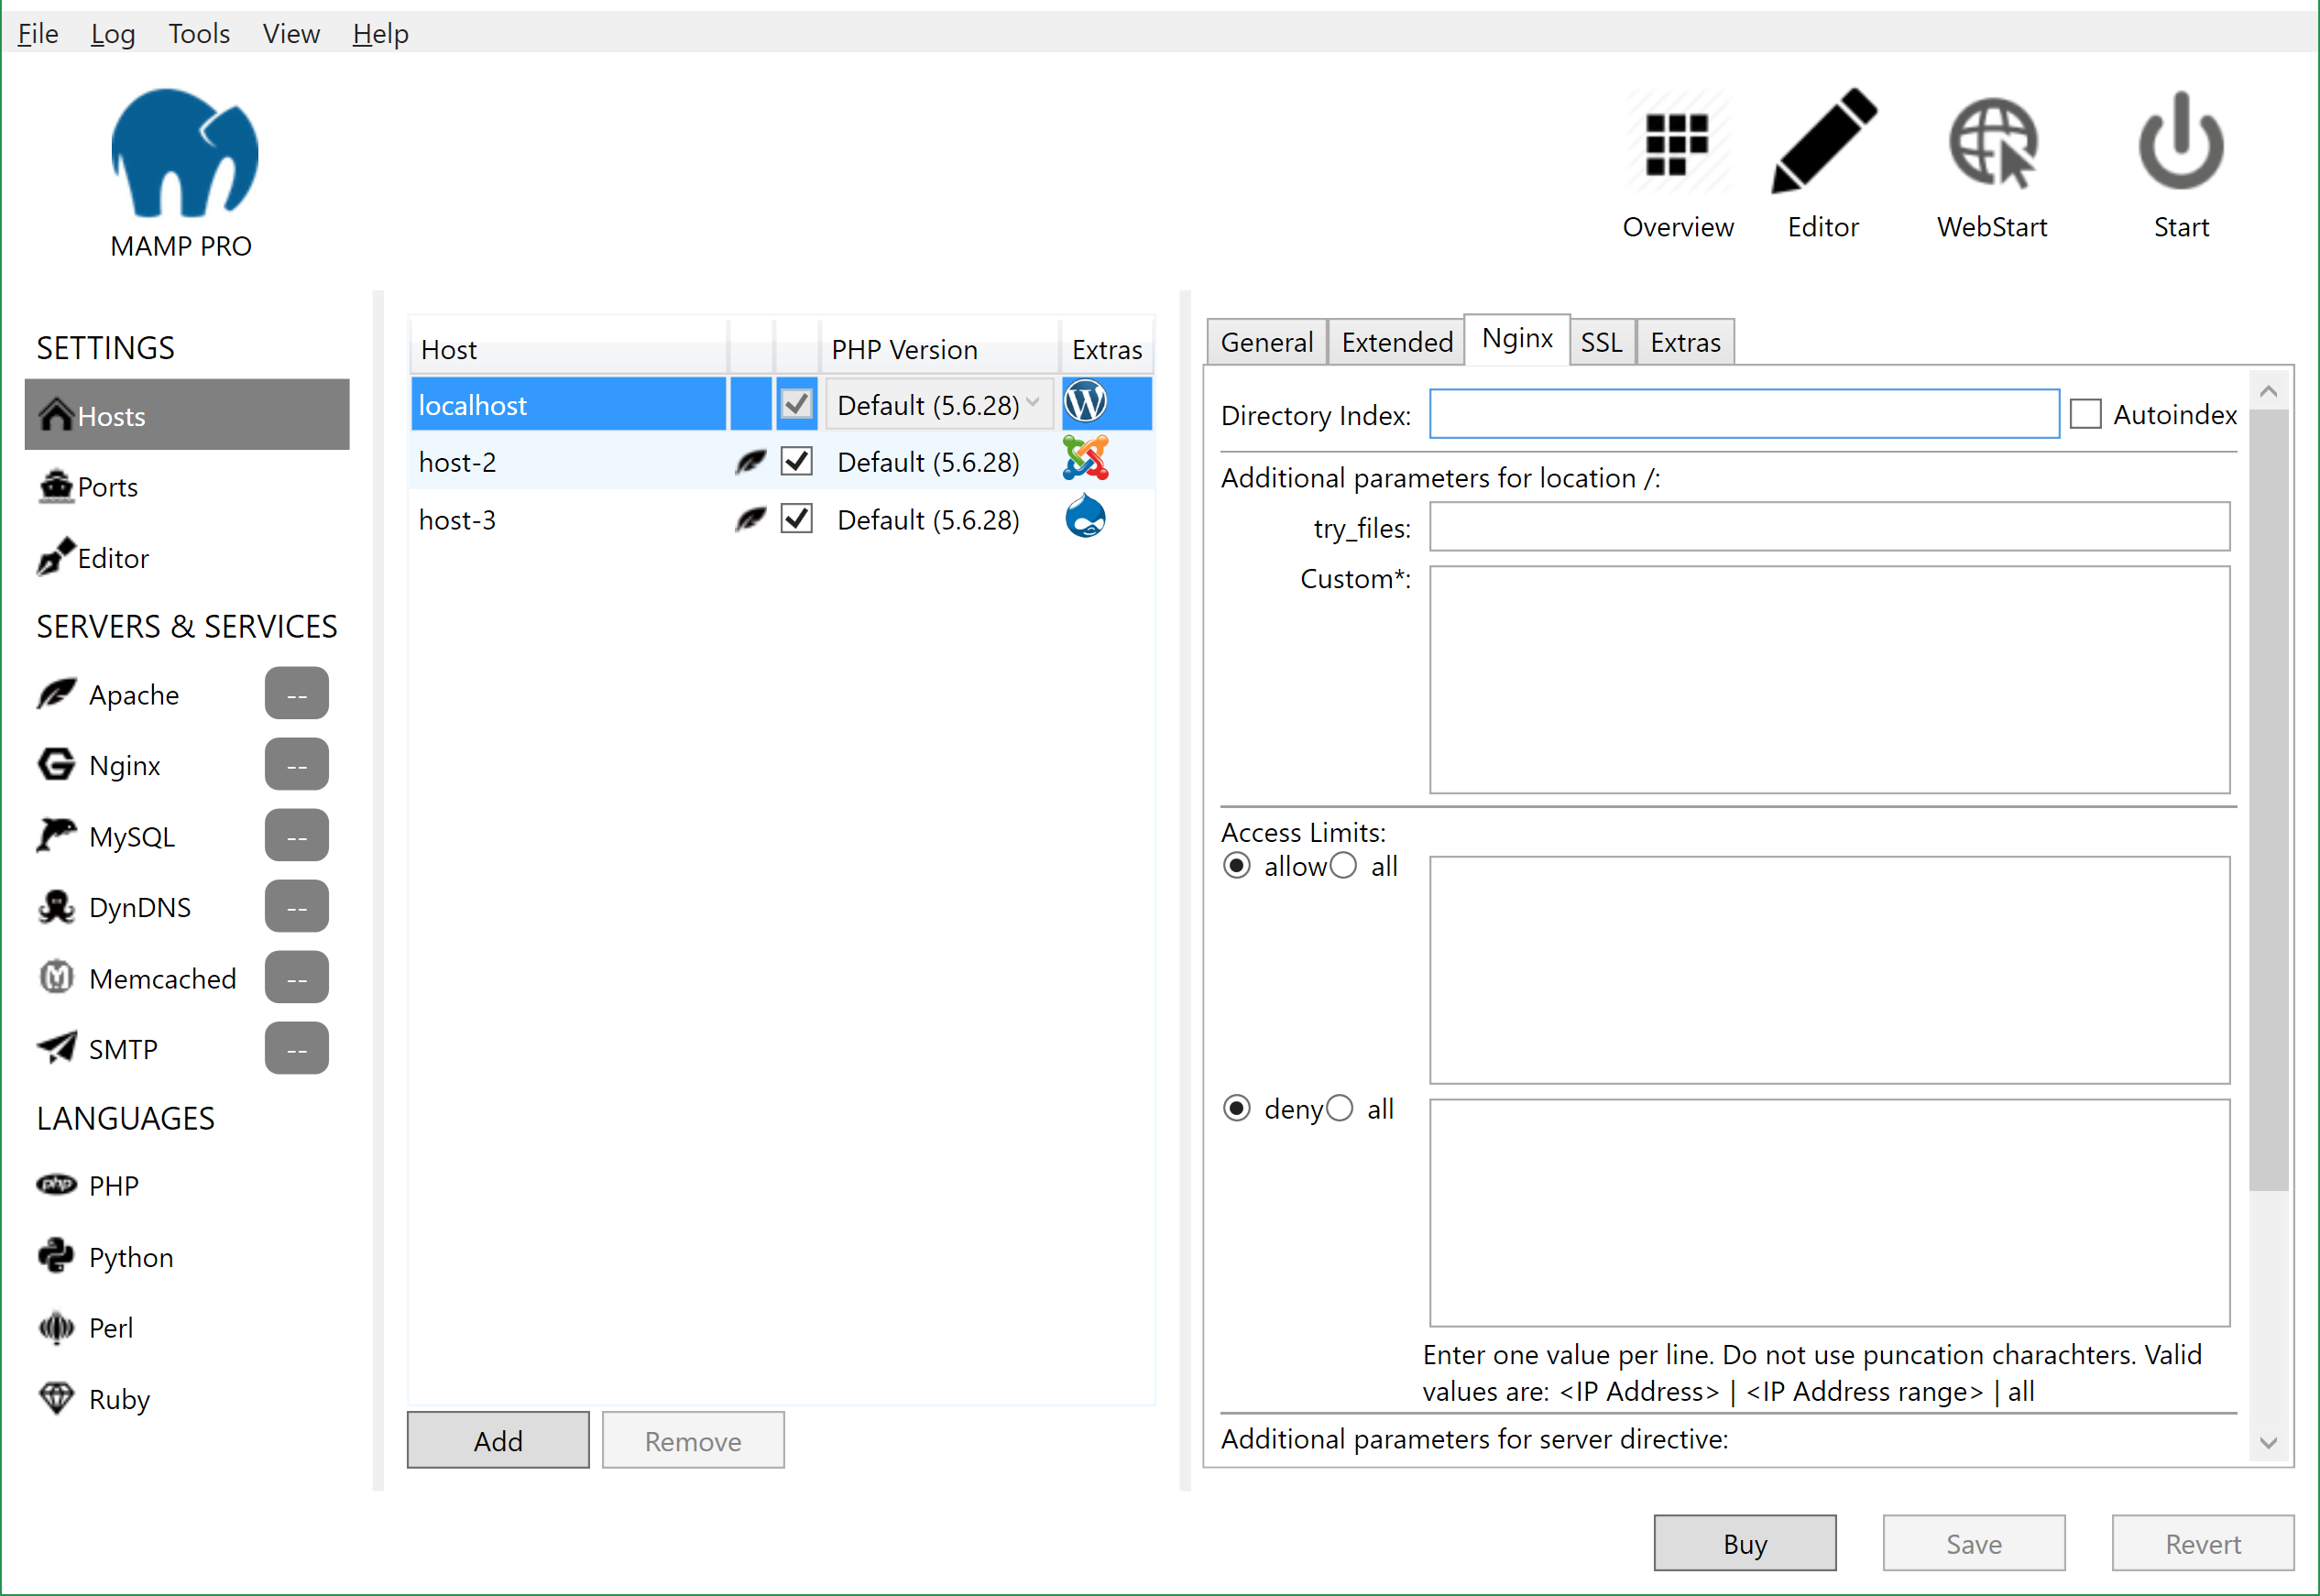 File Log Tools View Help
MAMP PRO
Overview Editor WebStart Start
SETTINGS
Hosts
Ports
Editor
SERVERS & SERVICES
Apache --
Nginx --
MySQL --
DynDNS --
Memcached --
SMTP --
LANGUAGES
php PHP
Python
Perl
Ruby
Host PHP Version Extras
localhost Default (5.6.28)
host-2 Default (5.6.28)
host-3 Default (5.6.28)
Add Remove
General Extended Nginx SSL Extras
Directory Index: Autoindex
Additional parameters for location /:
try_files:
Custom*:
Access Limits:
allow all
deny all
Enter one value per line. Do not use puncation charachters. Valid
values are: <IP Address> | <IP Address range> | all
Additional parameters for server directive:
Buy Save Revert